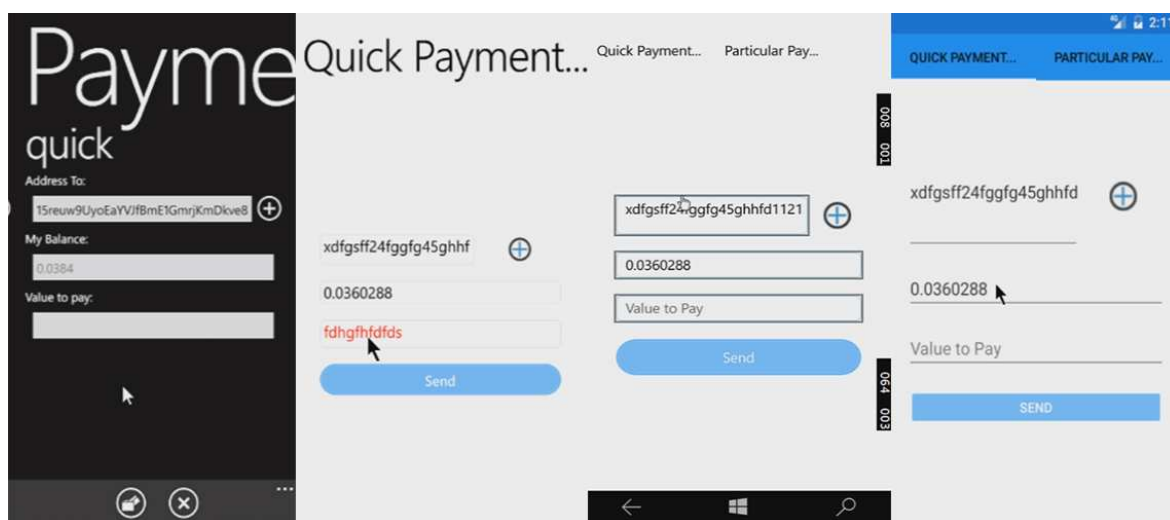 Payme
quick
Address To:
15reuw9UyoEaYVJfBmE1GmrjKmDkve8
My Balance:
0.0384
Value to pay:
...
Quick Payment...
xdfgsff24fggfg45ghhf
0.0360288
fdhgfhfdfds
Send
Quick Payment... Particular Pay...
008 001
xdfgsff24fggfg45ghhfd1121
0.0360288
Value to Pay
Send
064 003
4G 2:11
QUICK PAYMENT... PARTICULAR PAY...
xdfgsff24fggfg45ghhfd
0.0360288
Value to Pay
SEND